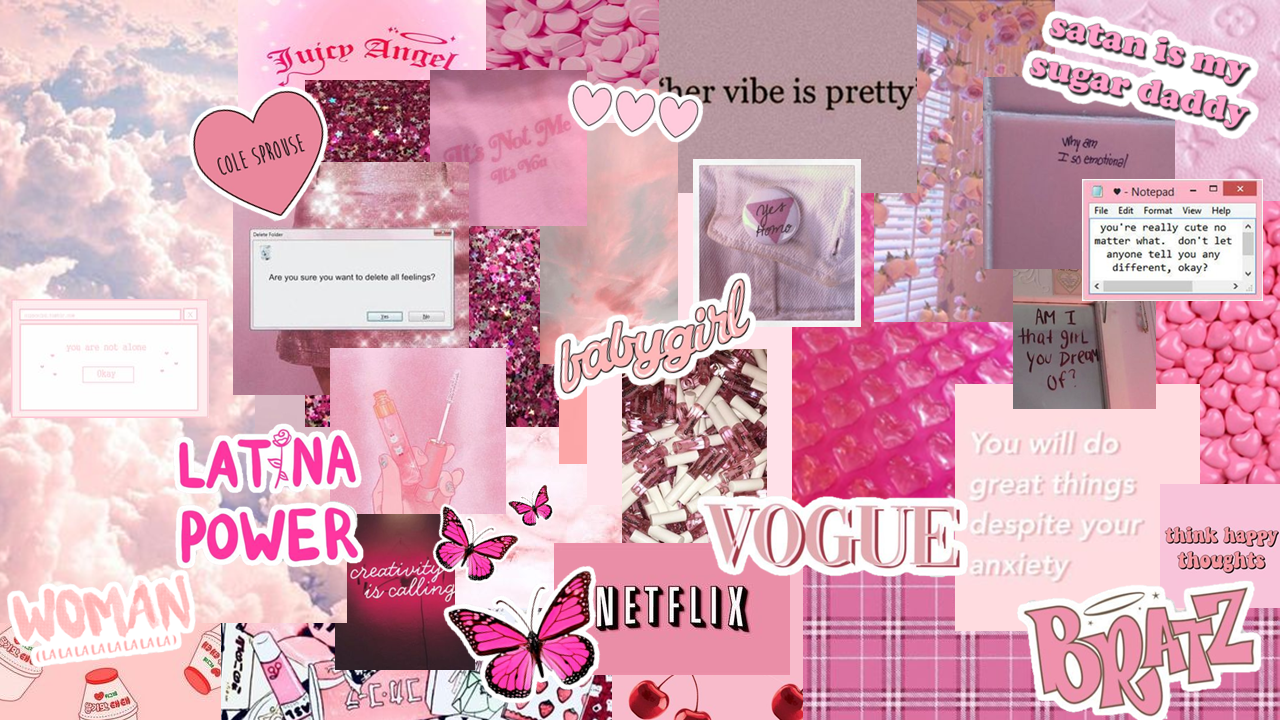 Juicy Angel
satan is my
sugar daddy
'her vibe is pretty'
COLE SPROUSE
It's Not Me
It's You
Why am
I so emotional
yes
Homo
♥ - Notepad
File Edit Format View Help
you're really cute no
matter what. don't let
anyone tell you any
different, okay?
Delete Folder
Are you sure you want to delete all feelings?
Yes No
you are not alone
Okay
babygirl
AM I
that girl
you Dream
Of?
LATINA
POWER
You will do
great things
despite your
anxiety
VOGUE
think happy
thoughts
creativity
is calling
WOMAN
(LALALALALALALA)
NETFLIX
BRATZ